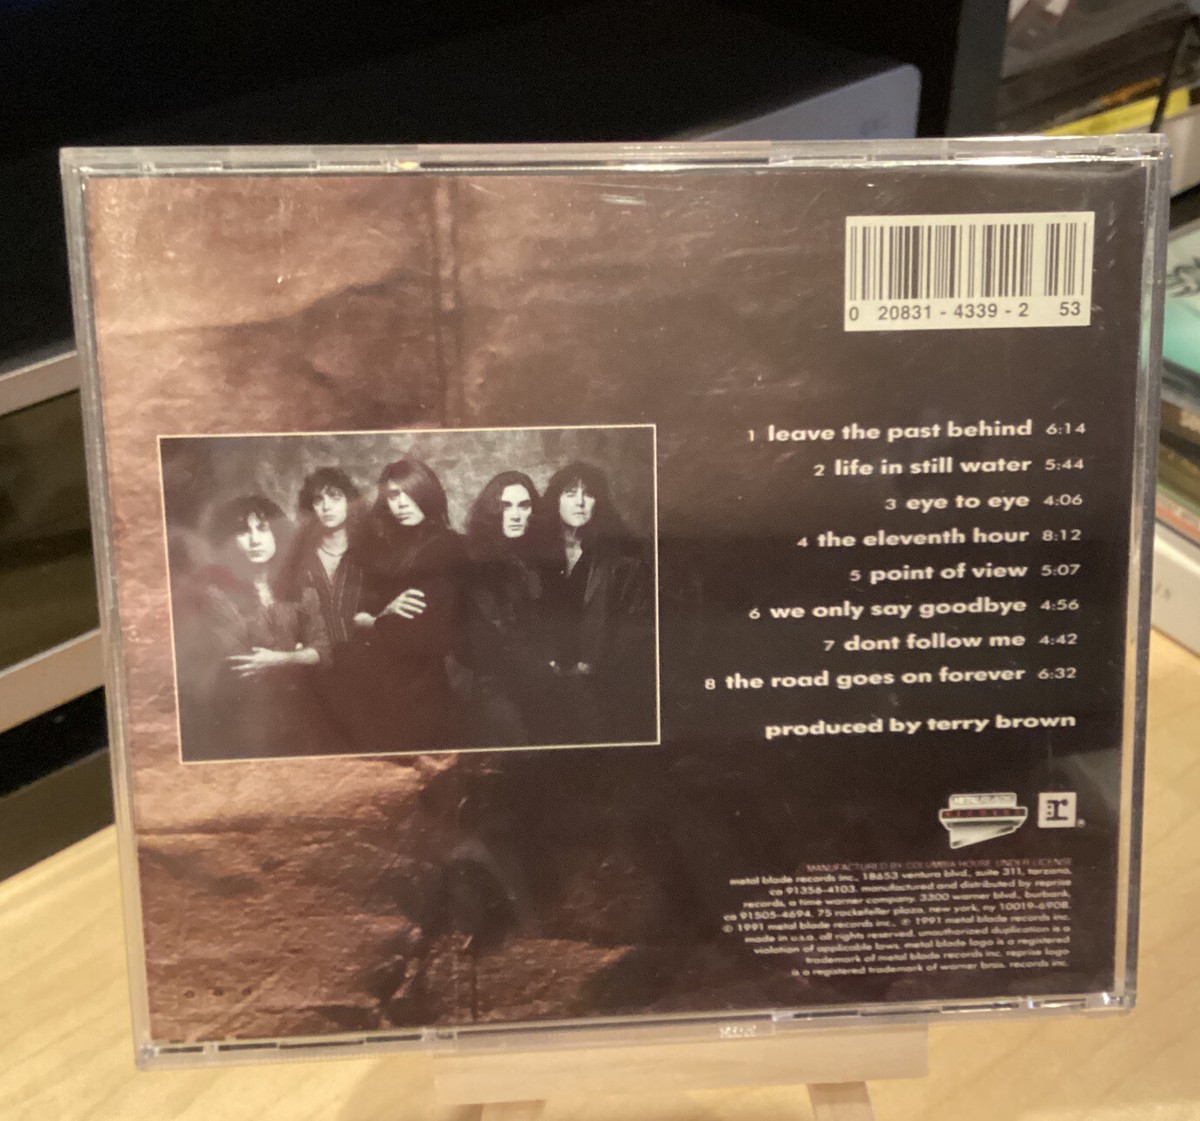 0 20831 - 4339 - 2 53
1 leave the past behind 6:14
2 life in still water 5:44
3 eye to eye 4:06
4 the eleventh hour 8:12
5 point of view 5:07
6 we only say goodbye 4:56
7 dont follow me 4:42
8 the road goes on forever 6:32
produced by terry brown
r
MANUFACTURED BY COLUMBIA HOUSE UNDER LICENSE
metal blade records inc., 18653 ventura blvd., suite 311, tarzana,
ca 91356-4103. manufactured and distributed by reprise
records, a time warner company. 3300 warner blvd., burbank,
ca 91505-4694. 75 rockefeller plaza, new york, ny 10019-6908.
© 1991 metal blade records inc., ℗ 1991 metal blade records inc.
made in u.s.a. all rights reserved. unauthorized duplication is a
violation of applicable laws. metal blade logo is a registered
trademark of metal blade records inc. reprise logo
is a registered trademark of warner bros. records inc.